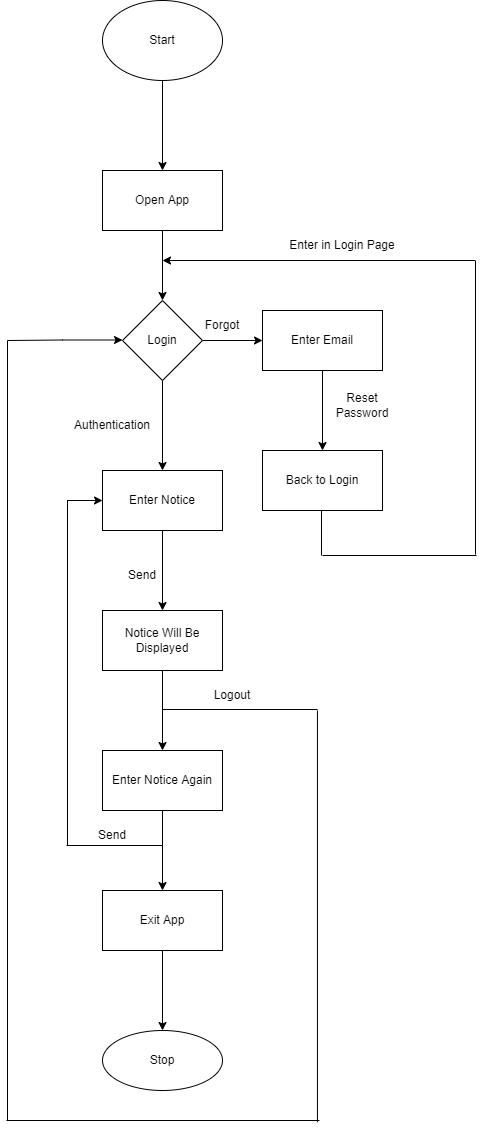 Start
Open App
Enter in Login Page
Forgot
Login
Enter Email
Reset
Password
Authentication
Back to Login
Enter Notice
Send
Notice Will Be
Displayed
Logout
Enter Notice Again
Send
Exit App
Stop